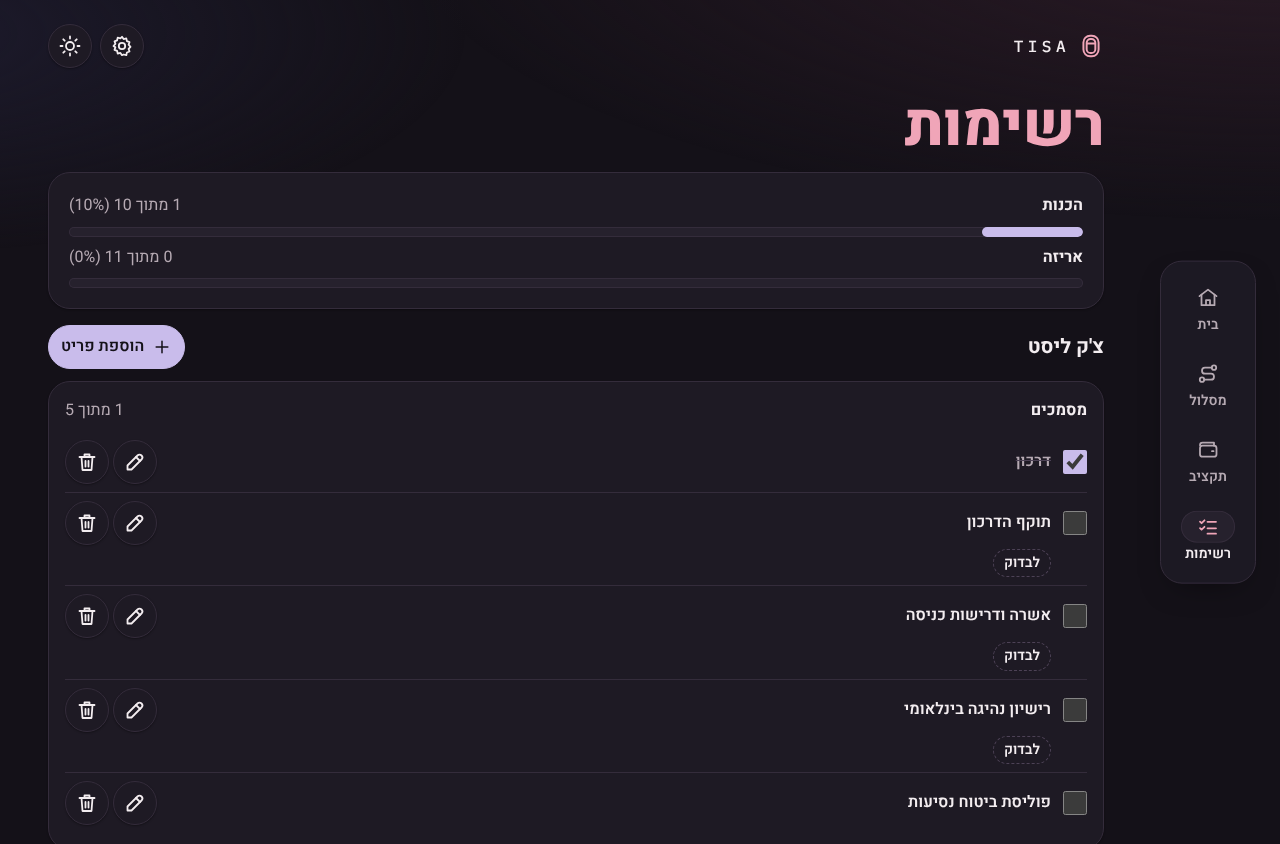 TISA
רשימות
הכנות 1 מתוך 10 (10%)
אריזה 0 מתוך 11 (0%)
צ'ק ליסט
הוספת פריט
מסמכים 1 מתוך 5
דרכון
תוקף הדרכון
לבדוק
אשרה ודרישות כניסה
לבדוק
רישיון נהיגה בינלאומי
לבדוק
פוליסת ביטוח נסיעות
בית
מסלול
תקציב
רשימות